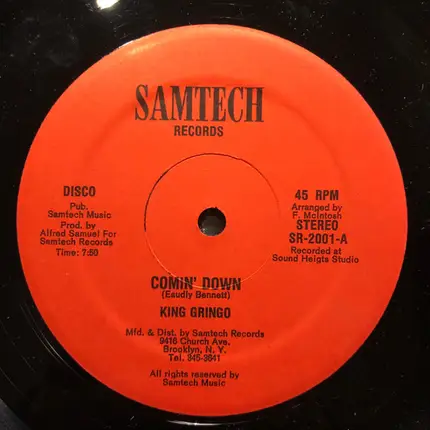 SAMTECH
RECORDS
DISCO
Pub.
Samtech Music
Prod. by
Alfred Samuel For
Samtech Records
Time: 7:50
45 RPM
Arranged by
F. McIntosh
STEREO
SR-2001-A
Recorded at
Sound Heigts Studio
COMIN' DOWN
(Eaudly Bennett)
KING GRINGO
Mfd. & Dist. by Samtech Records
9416 Church Ave.
Brooklyn, N. Y.
Tel. 345-3641
All rights reserved by
Samtech Music